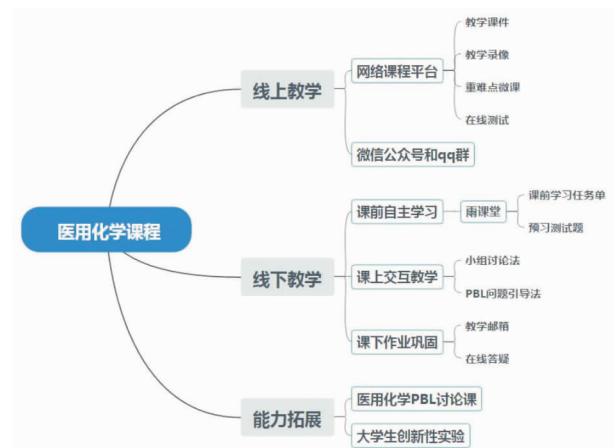 医用化学课程
线上教学
网络课程平台
教学课件
教学录像
重难点微课
在线测试
微信公众号和qq群
线下教学
课前自主学习
雨课堂
课前学习任务单
预习测试题
课上交互教学
小组讨论法
PBL问题引导法
课下作业巩固
教学邮箱
在线答疑
能力拓展
医用化学PBL讨论课
大学生创新性实验